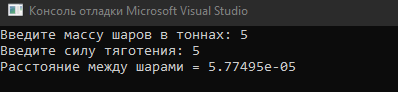 Консоль отладки Microsoft Visual Studio
Введите массу шаров в тоннах: 5
Введите силу тяготения: 5
Расстояние между шарами = 5.77495e-05